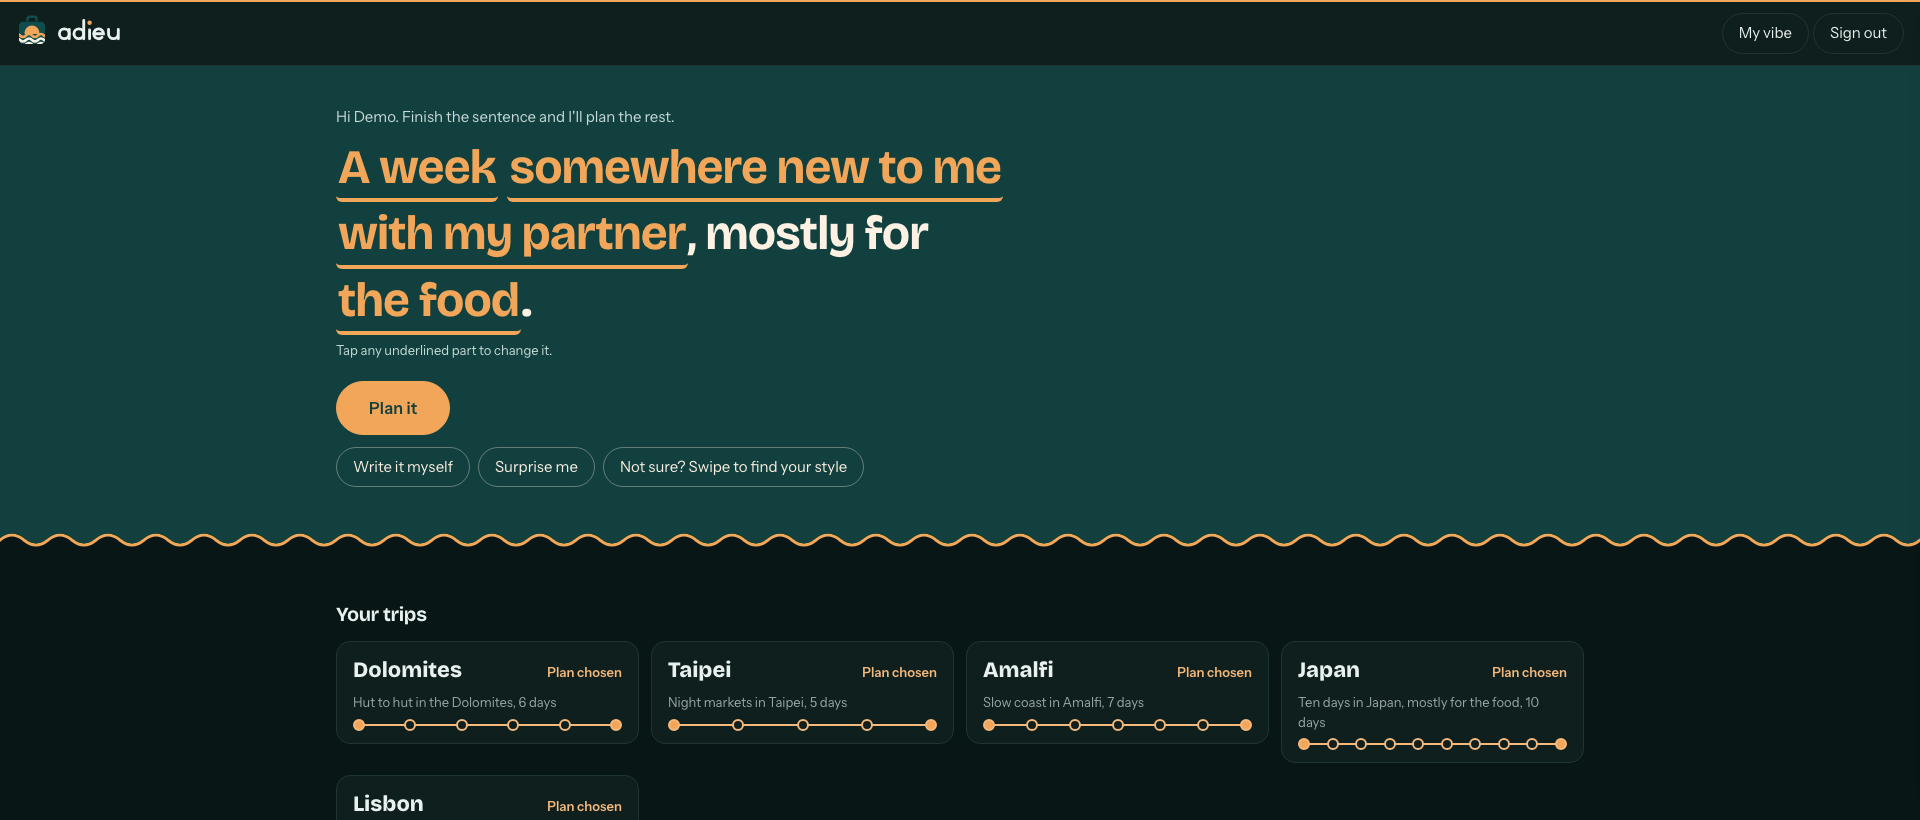 adieu
My vibe
Sign out
Hi Demo. Finish the sentence and I'll plan the rest.
A week somewhere new to me
with my partner, mostly for
the food.
Tap any underlined part to change it.
Plan it
Write it myself
Surprise me
Not sure? Swipe to find your style
Your trips
Dolomites
Plan chosen
Hut to hut in the Dolomites, 6 days
Taipei
Plan chosen
Night markets in Taipei, 5 days
Amalfi
Plan chosen
Slow coast in Amalfi, 7 days
Japan
Plan chosen
Ten days in Japan, mostly for the food, 10
days
Lisbon
Plan chosen